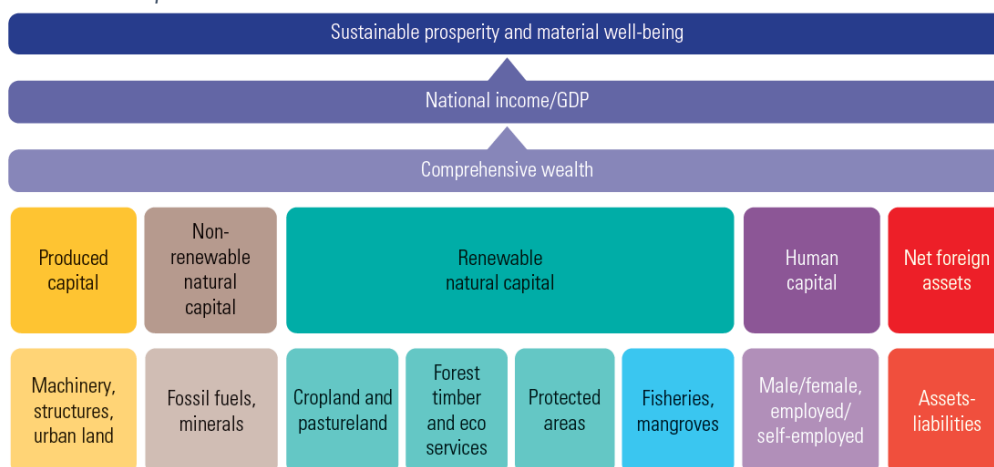 Sustainable prosperity and material well-being
National income/GDP
Comprehensive wealth
Produced
capital
Non-
renewable
natural
capital
Renewable
natural capital
Human
capital
Net foreign
assets
Machinery,
structures,
urban land
Fossil fuels,
minerals
Cropland and
pastureland
Forest
timber
and eco
services
Protected
areas
Fisheries,
mangroves
Male/female,
employed/
self-employed
Assets-
liabilities